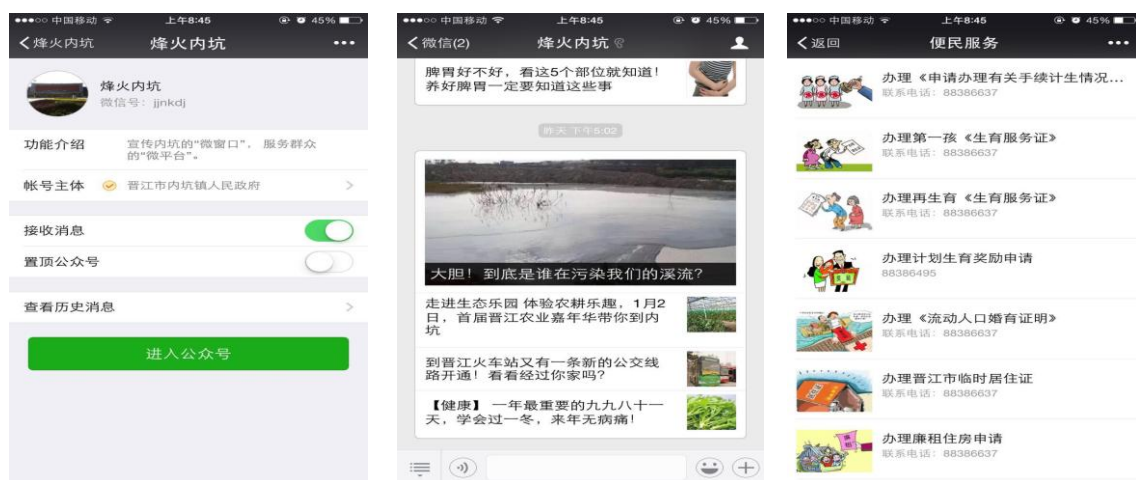 中国移动 上午8:45 45%
烽火内坑 烽火内坑
烽火内坑
微信号: jjnkdj
功能介绍 宣传内坑的“微窗口”, 服务群众
的“微平台”。
帐号主体 晋江市内坑镇人民政府
接收消息
置顶公众号
查看历史消息
进入公众号
中国移动 上午8:45 45%
微信(2) 烽火内坑
脾胃好不好，看这5个部位就知道！
养好脾胃一定要知道这些事
昨天 下午5:02
大胆！到底是谁在污染我们的溪流？
走进生态乐园 体验农耕乐趣，1月2
日，首届晋江农业嘉年华带你到内
坑
到晋江火车站又有一条新的公交线
路开通！看看经过你家吗?
【健康】 一年最重要的九九八十一
天，学会过一冬，来年无病痛！
中国移动 上午8:45 45%
返回 便民服务
办理《申请办理有关手续计生情况...
联系电话: 88386637
办理第一孩《生育服务证》
联系电话: 88386637
办理再生育《生育服务证》
联系电话: 88386637
办理计划生育奖励申请
88386495
办理《流动人口婚育证明》
联系电话: 88386637
办理晋江市临时居住证
联系电话: 88386637
办理廉租住房申请
联系电话: 88386637